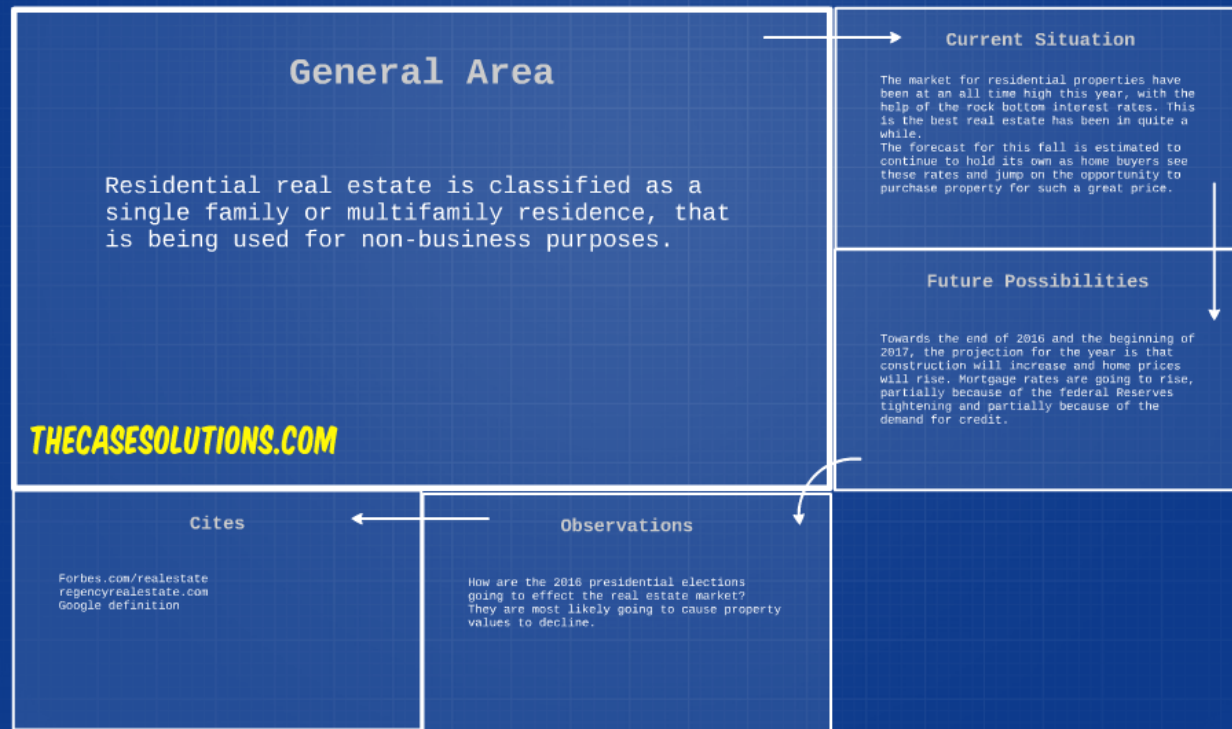 General Area
Residential real estate is classified as a
single family or multifamily residence, that
is being used for non-business purposes.
THECASESOLUTIONS.COM
Current Situation
The market for residential properties have
been at an all time high this year, with the
help of the rock bottom interest rates. This
is the best real estate has been in quite a
while.
The forecast for this fall is estimated to
continue to hold its own as home buyers see
these rates and jump on the opportunity to
purchase property for such a great price.
Future Possibilities
Towards the end of 2016 and the beginning of
2017, the projection for the year is that
construction will increase and home prices
will rise. Mortgage rates are going to rise,
partially because of the federal Reserves
tightening and partially because of the
demand for credit.
Observations
How are the 2016 presidential elections
going to effect the real estate market?
They are most likely going to cause property
values to decline.
Cites
Forbes.com/realestate
regencyrealestate.com
Google definition